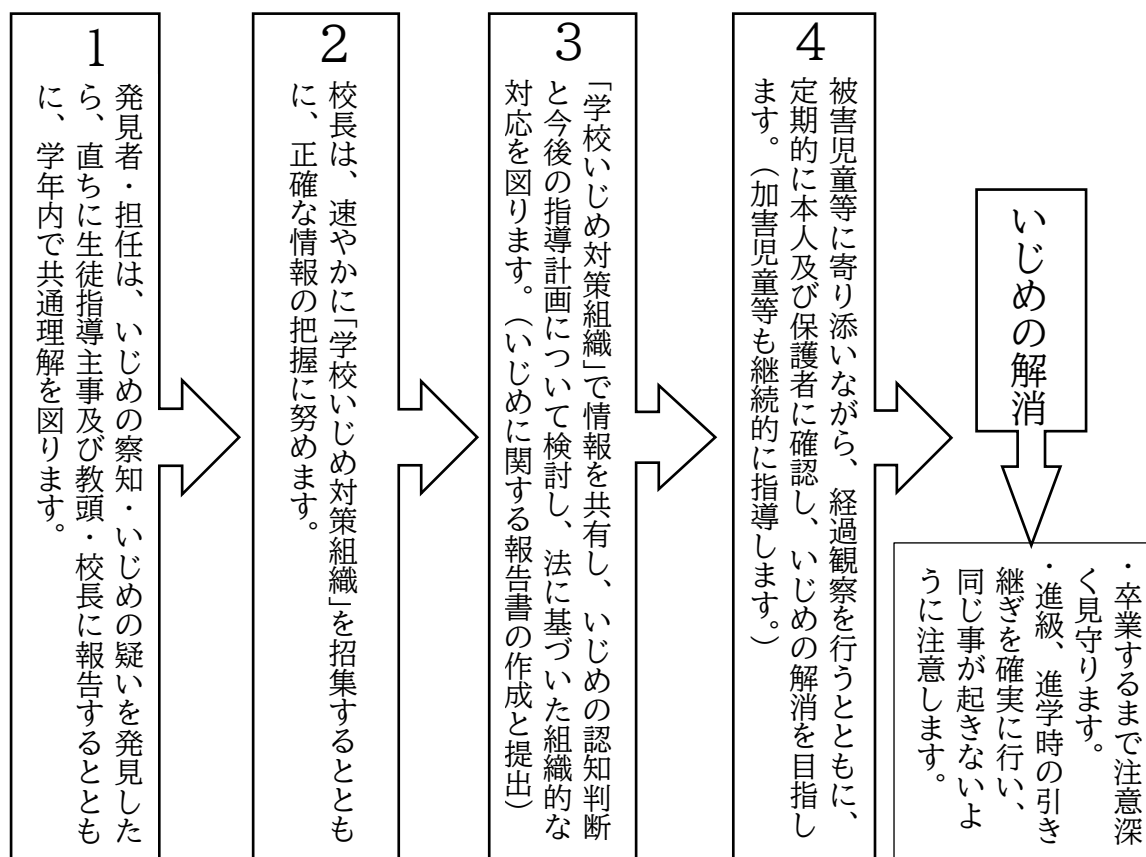 1
発見者・担任は、いじめの察知・いじめの疑いを発見した
ら、直ちに生徒指導主事及び教頭・校長に報告するととも
に、学年内で共通理解を図ります。
2
校長は、速やかに「学校いじめ対策組織」を招集するととも
に、正確な情報の把握に努めます。
3
「学校いじめ対策組織」で情報を共有し、いじめの認知判断
と今後の指導計画について検討し、法に基づいた組織的な
対応を図ります。（いじめに関する報告書の作成と提出）
4
被害児童等に寄り添いながら、経過観察を行うとともに、
定期的に本人及び保護者に確認し、いじめの解消を目指し
ます。（加害児童等も継続的に指導します。）
いじめの解消
・卒業するまで注意深
く見守ります。
・進級、進学時の引き
継ぎを確実に行い、
同じ事が起きないよ
うに注意します。